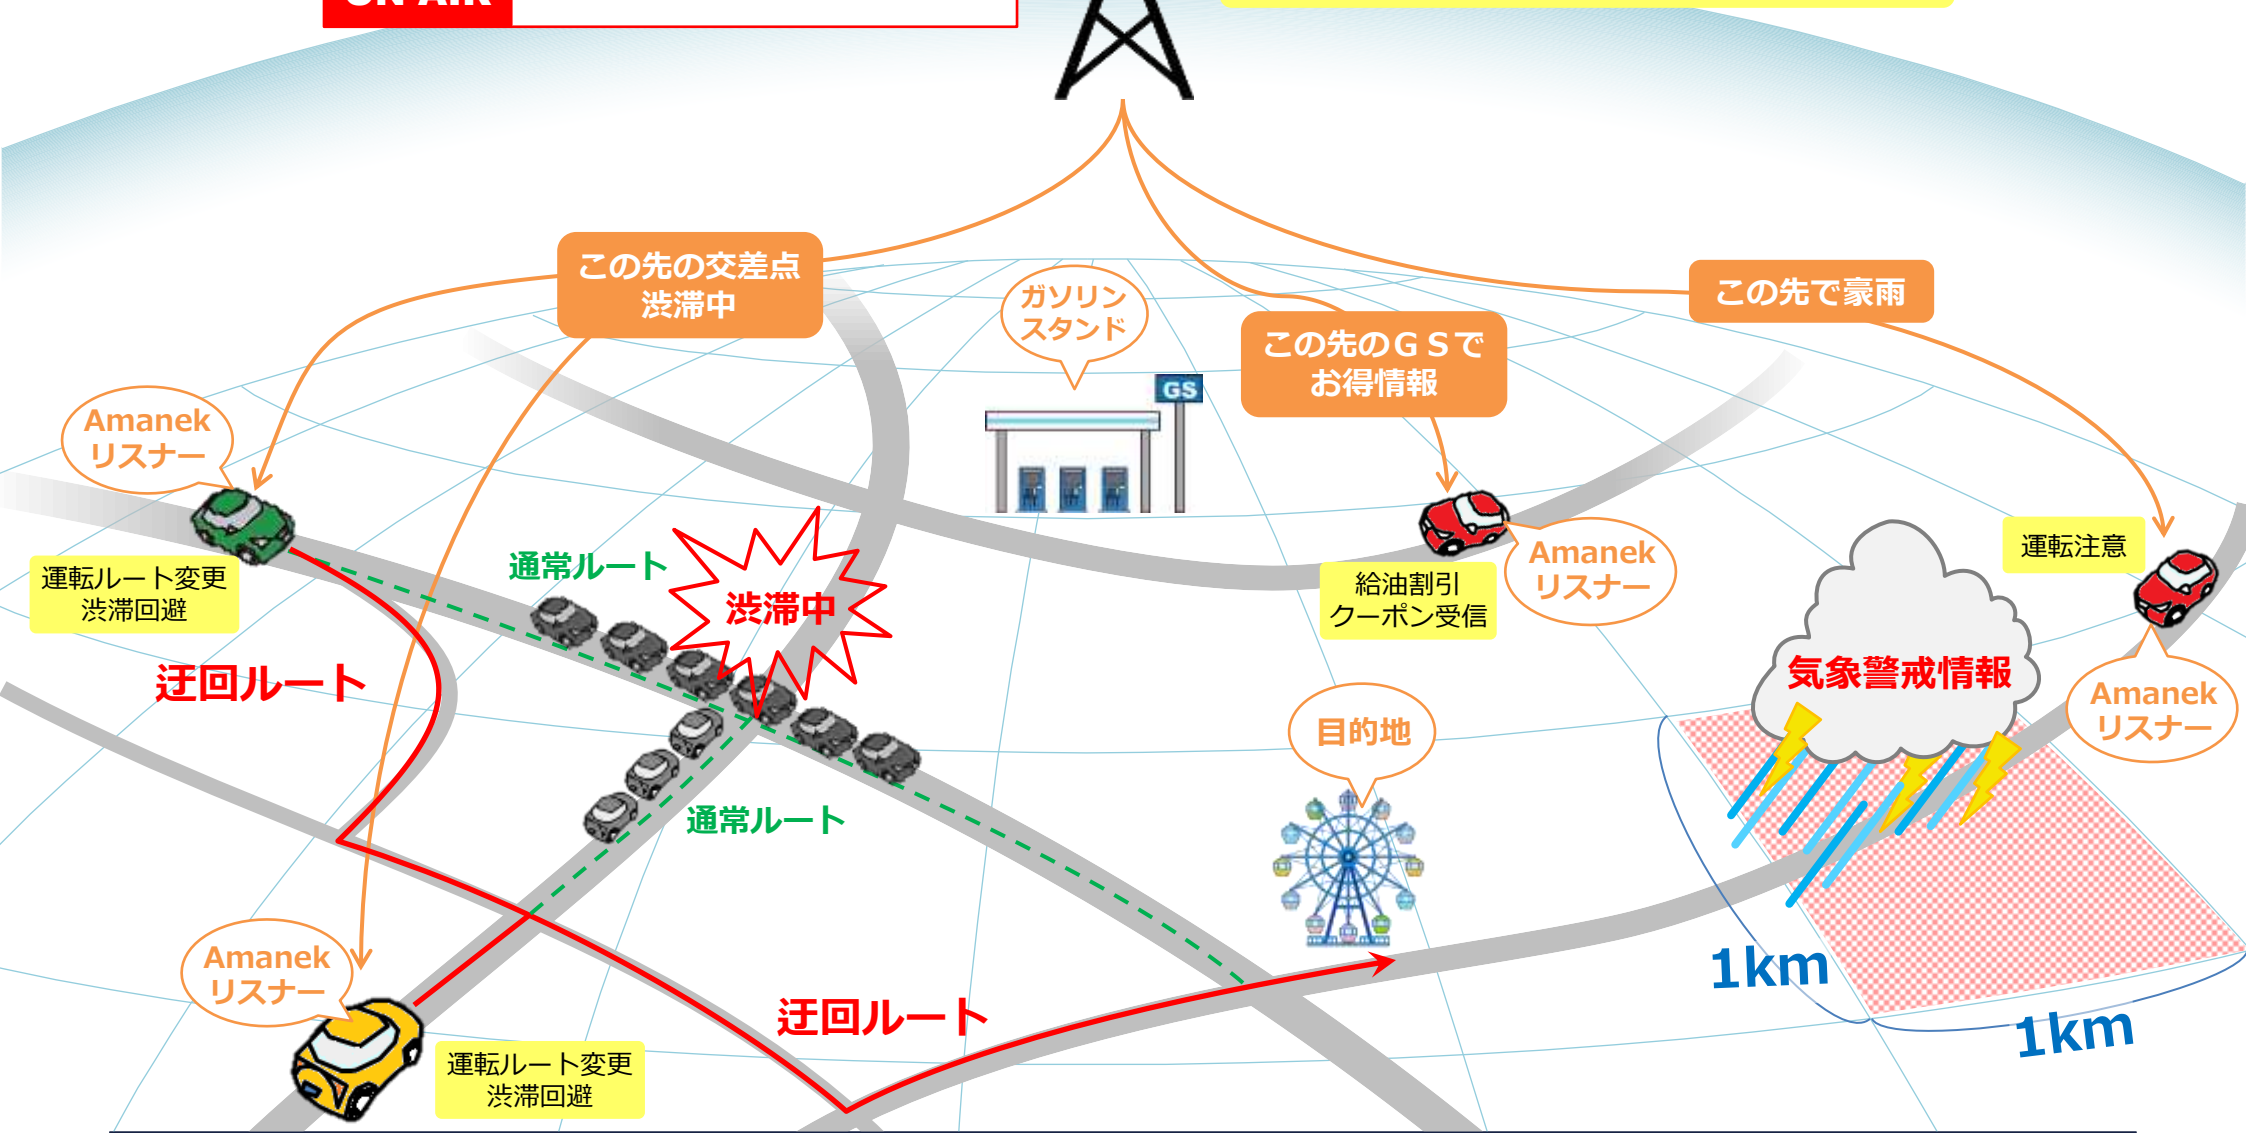 ON AIR
この先の交差点
渋滞中
ガソリン
スタンド
この先で豪雨
この先のＧＳで
お得情報
GS
Amanek
リスナー
運転ルート変更
渋滞回避
通常ルート
渋滞中
給油割引
クーポン受信
Amanek
リスナー
運転注意
気象警戒情報
Amanek
リスナー
迂回ルート
目的地
通常ルート
Amanek
リスナー
運転ルート変更
渋滞回避
迂回ルート
1km
1km